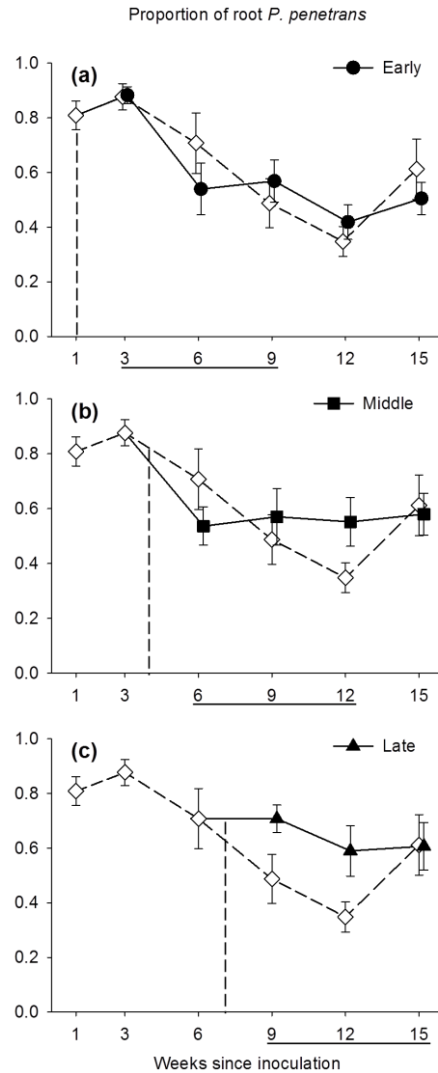 Proportion of root P. penetrans
(a)
Early
1.0
0.8
0.6
0.4
0.2
0.0
1 3 6 9 12 15
(b)
Middle
1.0
0.8
0.6
0.4
0.2
0.0
1 3 6 9 12 15
(c)
Late
1.0
0.8
0.6
0.4
0.2
0.0
1 3 6 9 12 15
Weeks since inoculation